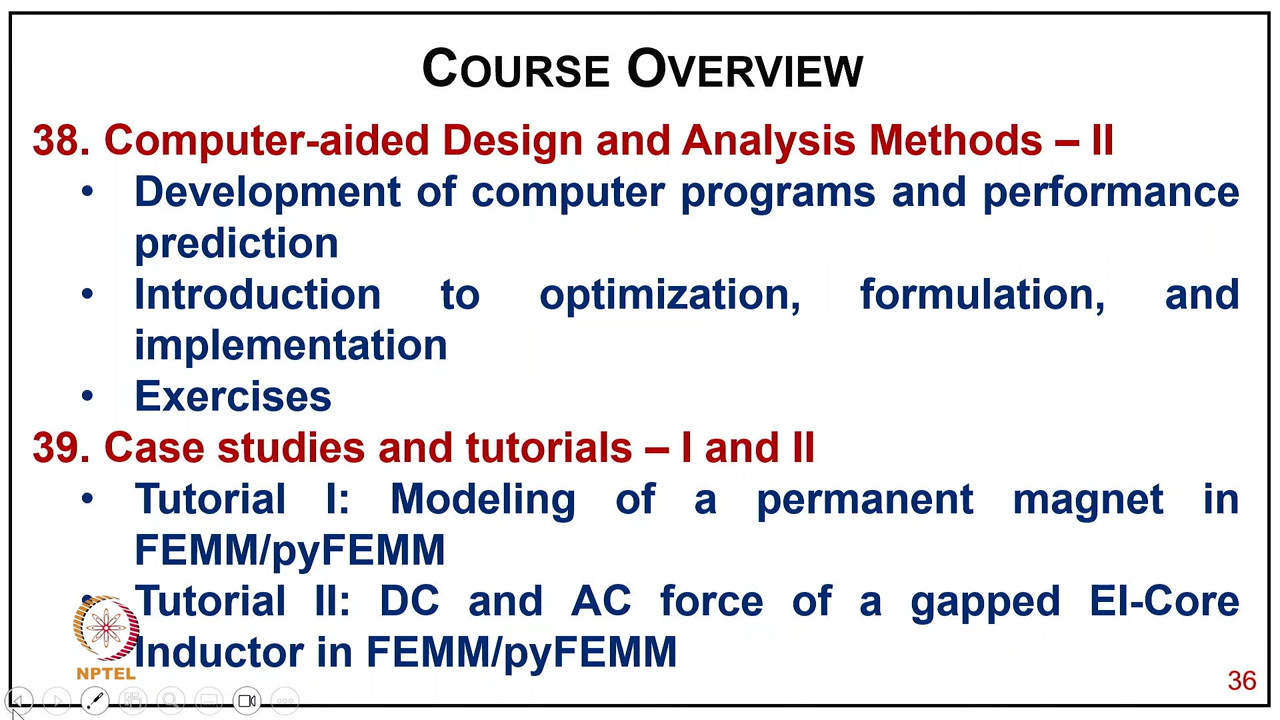 COURSE OVERVIEW
38. Computer-aided Design and Analysis Methods – II
• Development of computer programs and performance
prediction
• Introduction to optimization, formulation, and
implementation
• Exercises
39. Case studies and tutorials – I and II
• Tutorial I: Modeling of a permanent magnet in
FEMM/pyFEMM
• Tutorial II: DC and AC force of a gapped EI-Core
Inductor in FEMM/pyFEMM
NPTEL
36